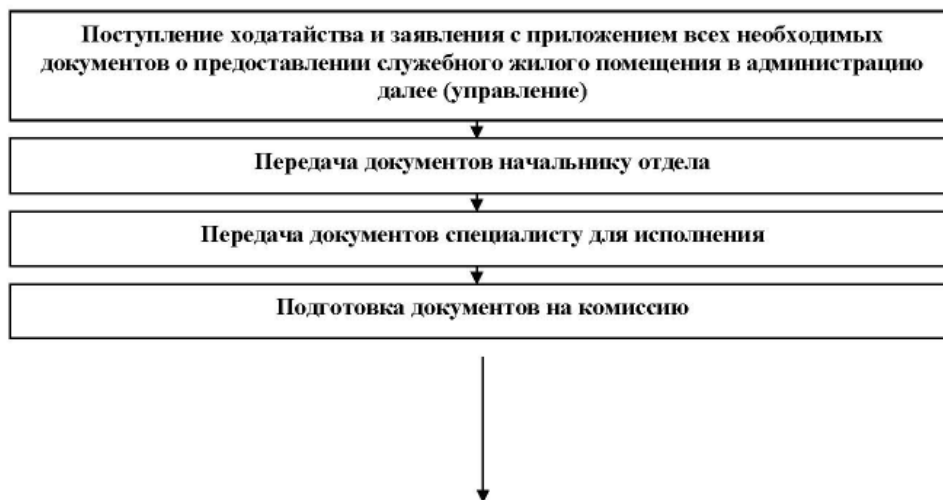 Поступление ходатайства и заявления с приложением всех необходимых
документов о предоставлении служебного жилого помещения в администрацию
далее (управление)
Передача документов начальнику отдела
Передача документов специалисту для исполнения
Подготовка документов на комиссию